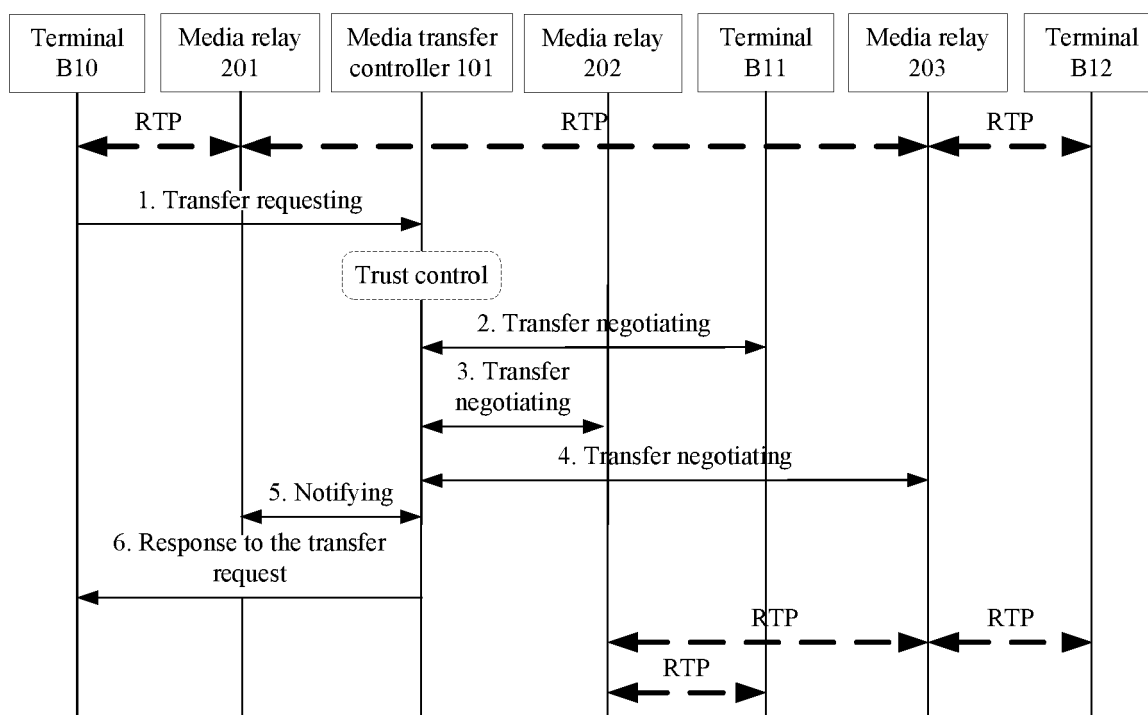 Terminal
B10
Media relay
201
Media transfer
controller 101
Media relay
202
Terminal
B11
Media relay
203
Terminal
B12
RTP
RTP
RTP
1. Transfer requesting
Trust control
2. Transfer negotiating
3. Transfer
negotiating
4. Transfer negotiating
5. Notifying
6. Response to the transfer
request
RTP
RTP
RTP